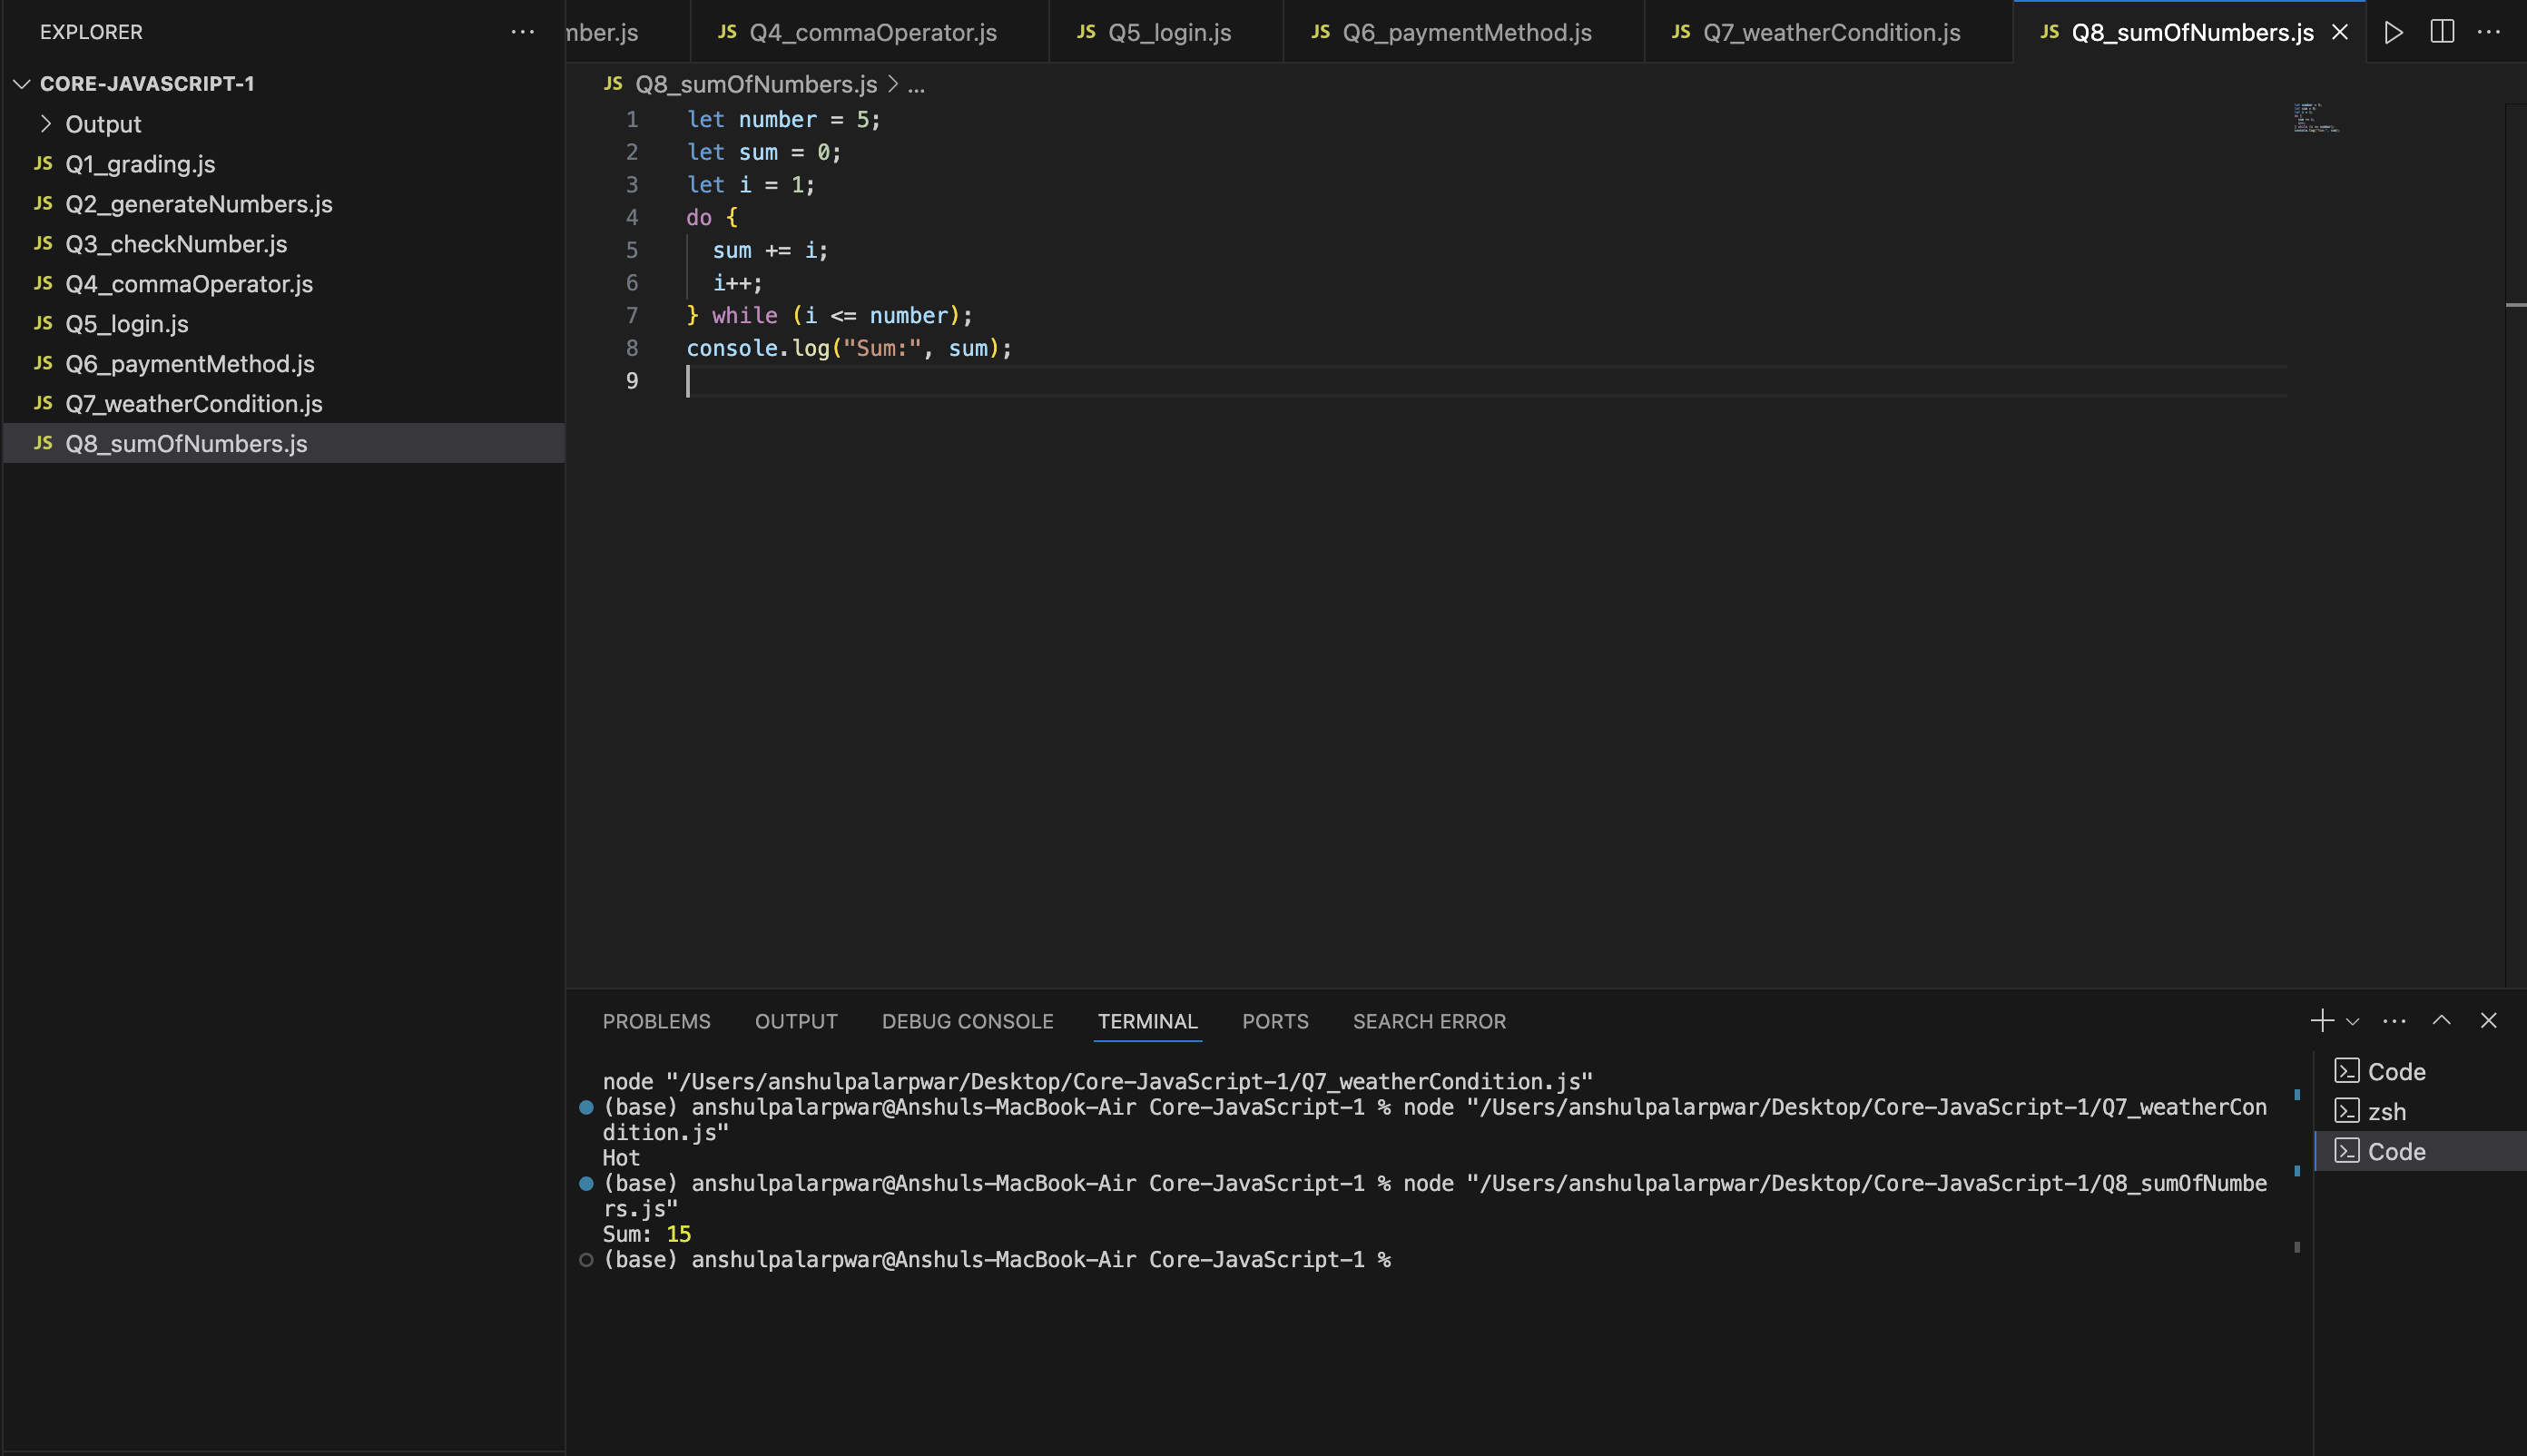 EXPLORER
CORE-JAVASCRIPT-1
Output
JS Q1_grading.js
JS Q2_generateNumbers.js
JS Q3_checkNumber.js
JS Q4_commaOperator.js
JS Q5_login.js
JS Q6_paymentMethod.js
JS Q7_weatherCondition.js
JS Q8_sumOfNumbers.js
mber.js JS Q4_commaOperator.js JS Q5_login.js JS Q6_paymentMethod.js JS Q7_weatherCondition.js JS Q8_sumOfNumbers.js
JS Q8_sumOfNumbers.js > ...
1 let number = 5;
2 let sum = 0;
3 let i = 1;
4 do {
5 sum += i;
6 i++;
7 } while (i <= number);
8 console.log("Sum:", sum);
9
PROBLEMS OUTPUT DEBUG CONSOLE TERMINAL PORTS SEARCH ERROR
node "/Users/anshulpalarpwar/Desktop/Core-JavaScript-1/Q7_weatherCondition.js"
(base) anshulpalarpwar@Anshuls-MacBook-Air Core-JavaScript-1 % node "/Users/anshulpalarpwar/Desktop/Core-JavaScript-1/Q7_weatherCon
dition.js"
Hot
(base) anshulpalarpwar@Anshuls-MacBook-Air Core-JavaScript-1 % node "/Users/anshulpalarpwar/Desktop/Core-JavaScript-1/Q8_sumOfNumbe
rs.js"
Sum: 15
(base) anshulpalarpwar@Anshuls-MacBook-Air Core-JavaScript-1 %
Code
zsh
Code